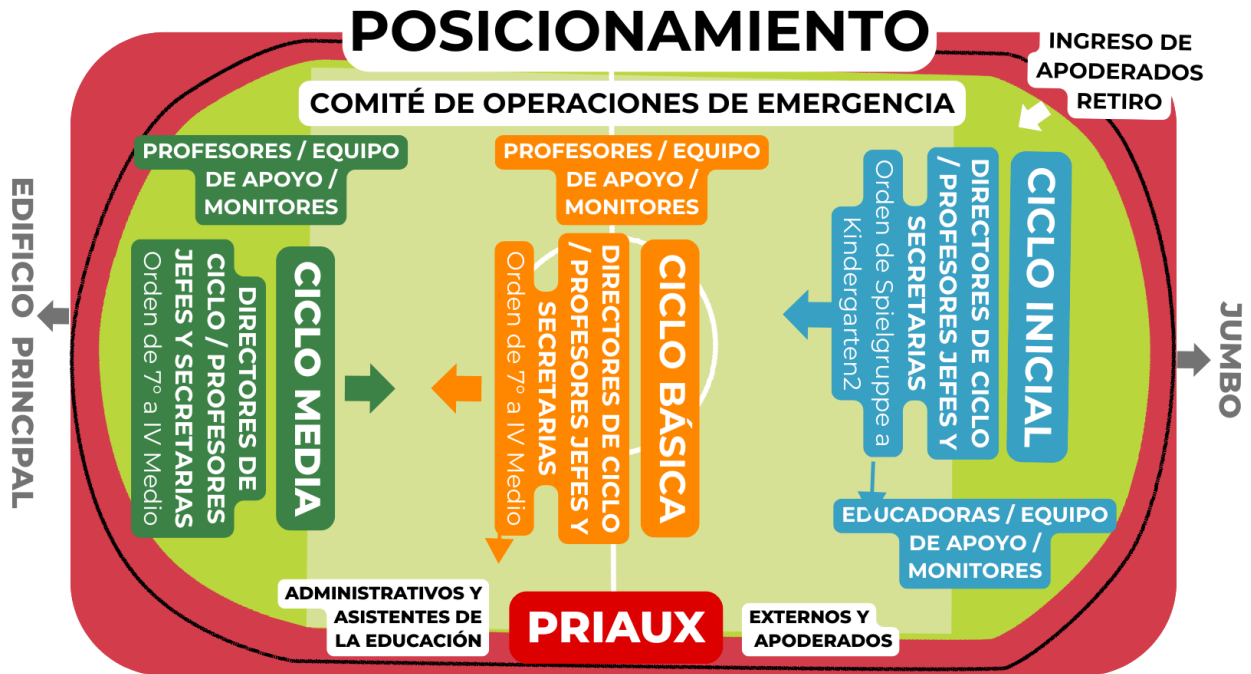 POSICIONAMIENTO
COMITÉ DE OPERACIONES DE EMERGENCIA
INGRESO DE
APODERADOS
RETIRO
EDIFICIO PRINCIPAL
PROFESORES / EQUIPO
DE APOYO /
MONITORES
CICLO MEDIA
DIRECTORES DE
CICLO / PROFESORES
JEFES Y SECRETARIAS
Orden de 7º a IV Medio
PROFESORES / EQUIPO
DE APOYO /
MONITORES
CICLO BÁSICA
DIRECTORES DE CICLO
/ PROFESORES JEFES Y
SECRETARIAS
Orden de 7º a IV Medio
CICLO INICIAL
DIRECTORES DE CICLO
/ PROFESORES JEFES Y
SECRETARIAS
Orden de Spielgruppe a
Kindergarten2
EDUCADORAS / EQUIPO
DE APOYO /
MONITORES
JUMBO
ADMINISTRATIVOS Y
ASISTENTES DE
LA EDUCACIÓN
PRIAUX
EXTERNOS Y
APODERADOS